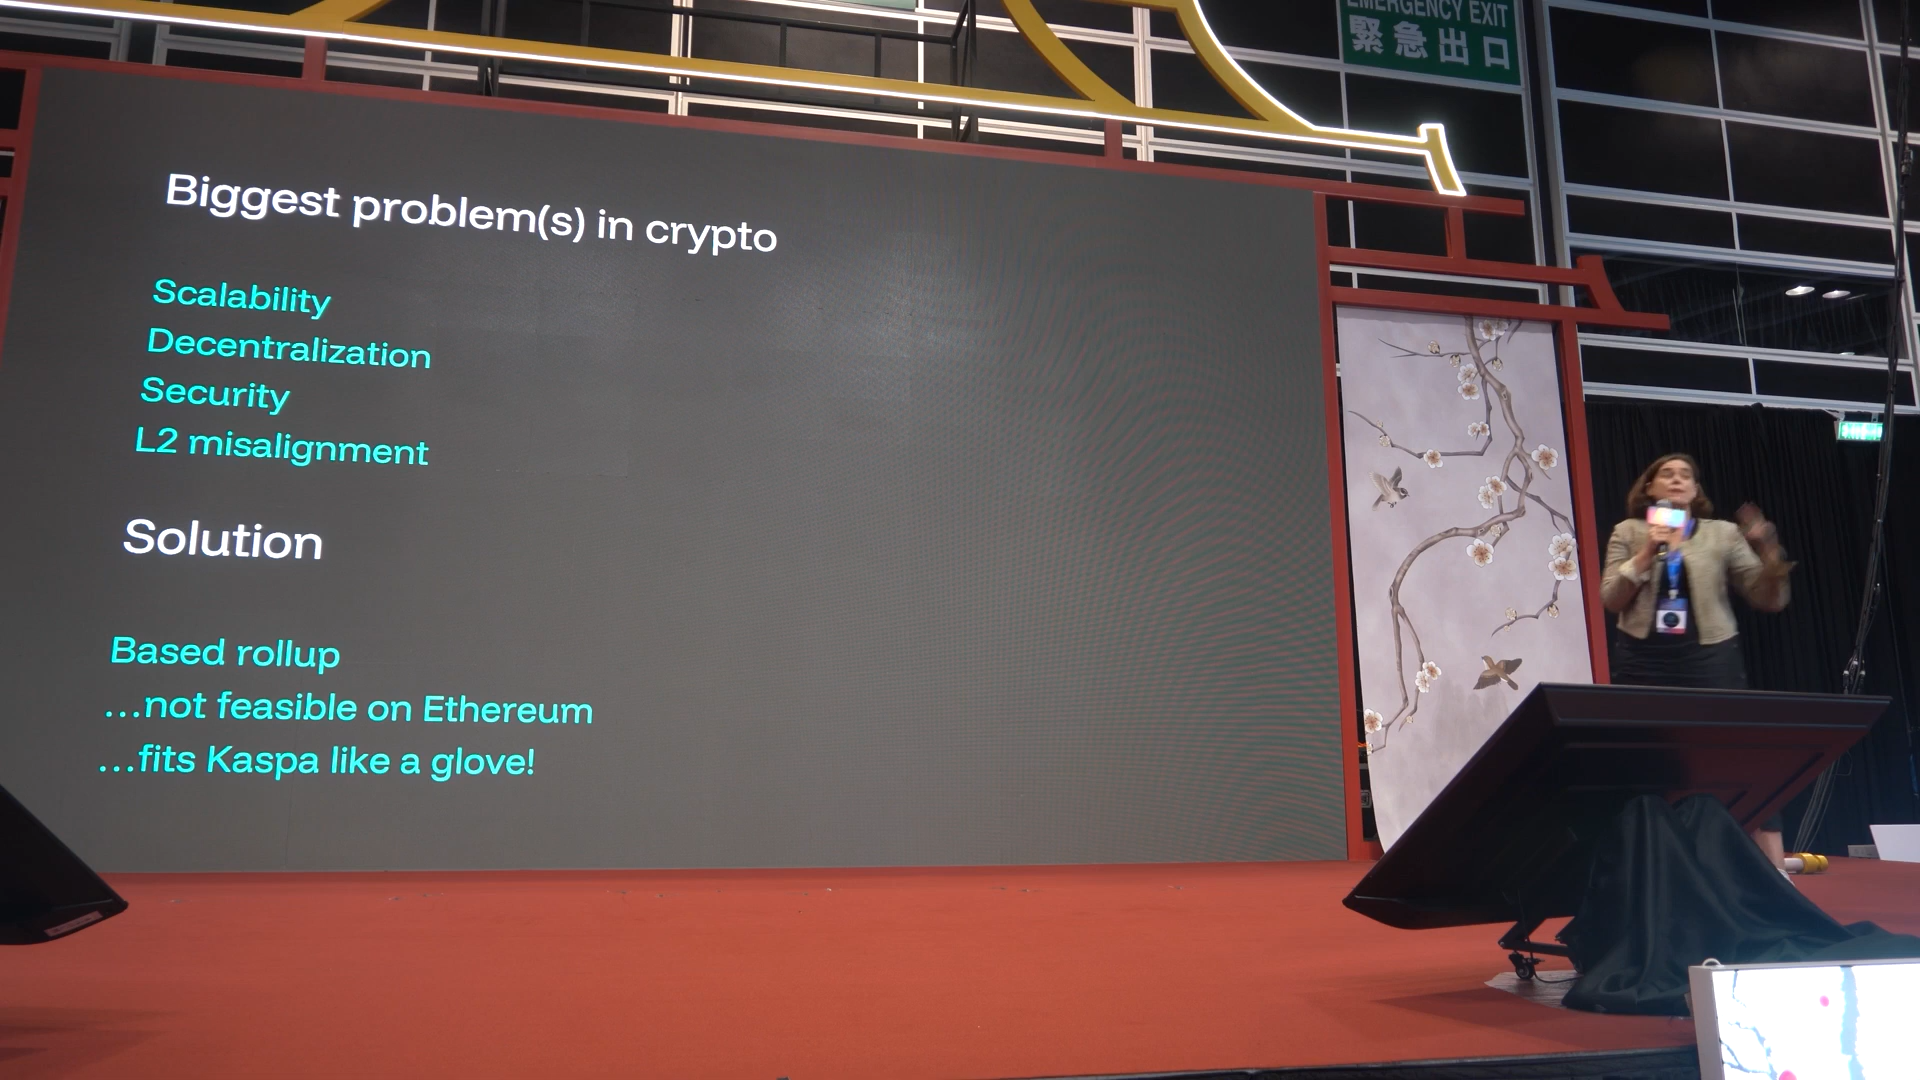 EMERGENCY EXIT
緊急出口
Biggest problem(s) in crypto
Scalability
Decentralization
Security
L2 misalignment
Solution
Based rollup
...not feasible on Ethereum
...fits Kaspa like a glove!